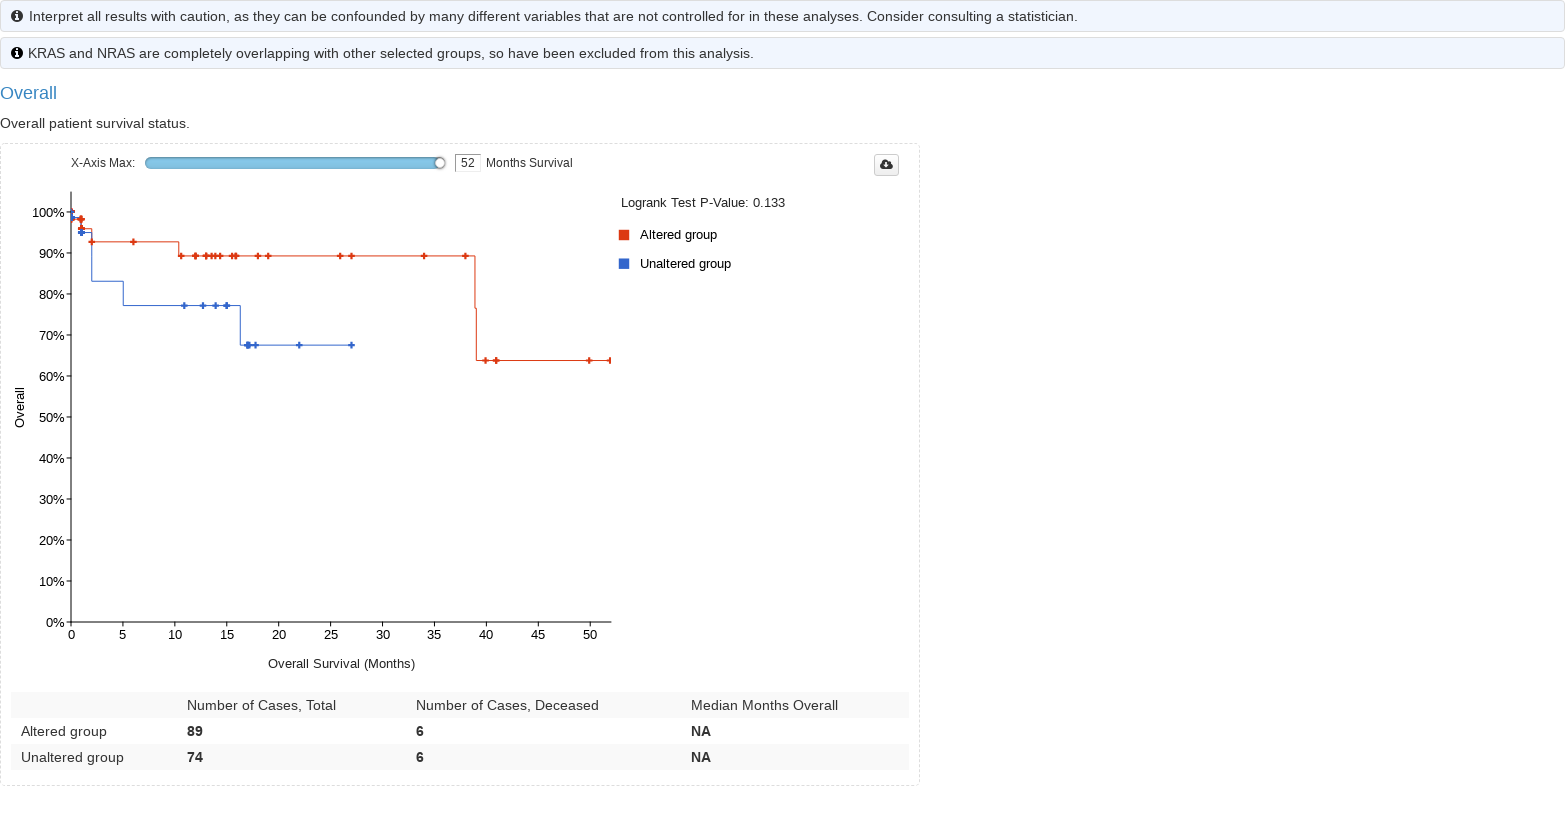 Interpret all results with caution, as they can be confounded by many different variables that are not controlled for in these analyses. Consider consulting a statistician.
KRAS and NRAS are completely overlapping with other selected groups, so have been excluded from this analysis.
Overall
Overall patient survival status.
X-Axis Max: 52 Months Survival
Logrank Test P-Value: 0.133
Altered group
Unaltered group
100%
90%
80%
70%
60%
50%
40%
30%
20%
10%
0%
Overall
0 5 10 15 20 25 30 35 40 45 50
Overall Survival (Months)
Number of Cases, Total Number of Cases, Deceased Median Months Overall
Altered group 89 6 NA
Unaltered group 74 6 NA